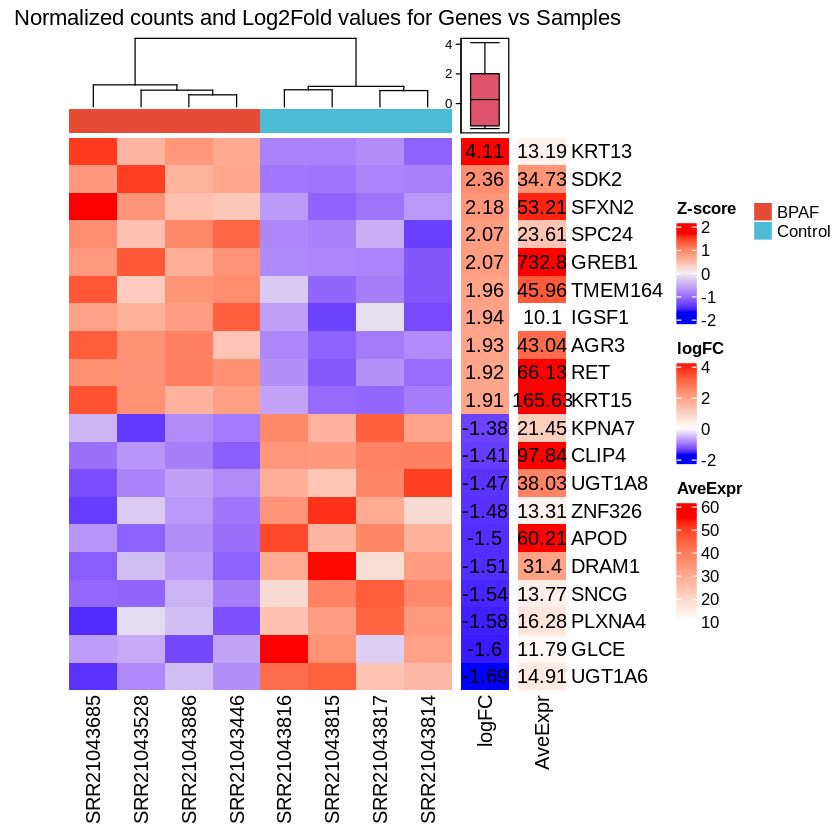 Normalized counts and Log2Fold values for Genes vs Samples
4
2
0
4.11 13.19 KRT13
2.36 34.73 SDK2
2.18 53.21 SFXN2
2.07 23.61 SPC24
2.07 732.8 GREB1
1.96 45.96 TMEM164
1.94 10.1 IGSF1
1.93 43.04 AGR3
1.92 66.13 RET
1.91 165.63 KRT15
-1.38 21.45 KPNA7
-1.41 97.84 CLIP4
-1.47 38.03 UGT1A8
-1.48 13.31 ZNF326
-1.5 60.21 APOD
-1.51 31.4 DRAM1
-1.54 13.77 SNCG
-1.58 16.28 PLXNA4
-1.6 11.79 GLCE
-1.69 14.91 UGT1A6
SRR21043685
SRR21043528
SRR21043886
SRR21043446
SRR21043816
SRR21043815
SRR21043817
SRR21043814
logFC
AveExpr
Z-score
2
1
0
-1
-2
BPAF
Control
logFC
4
2
0
-2
AveExpr
60
50
40
30
20
10